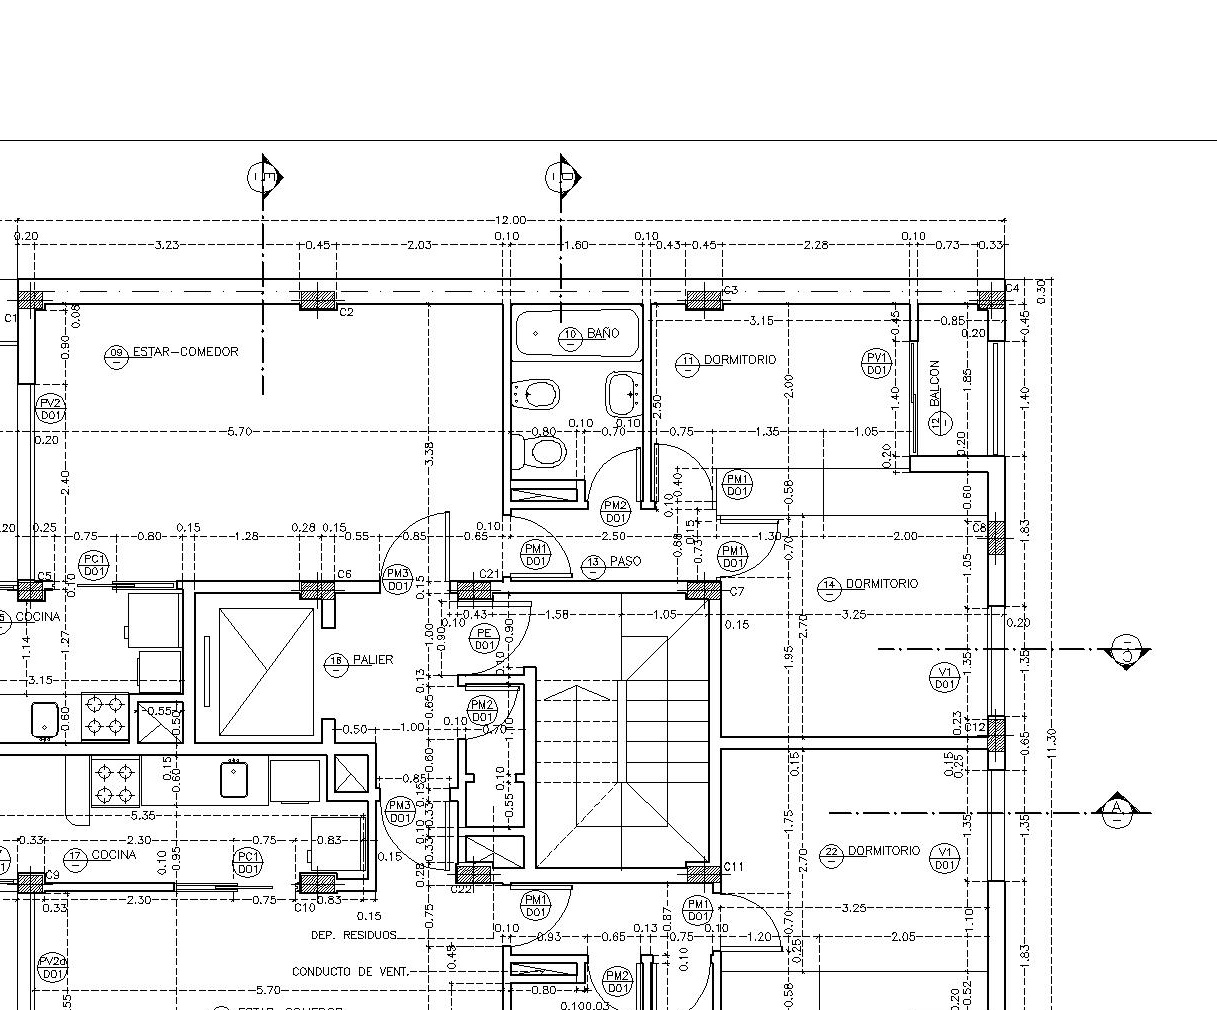 E
D
12.00
0.20
0.10
0.10
0.10
3.23
0.45
2.03
1.60
0.43
0.45
2.28
0.73
0.33
C1
0.08
C2
C3
C4
0.30
09 ESTAR-COMEDOR
10 BAÑO
3.15
11 DORMITORIO
0.45
0.85
0.20
0.45
0.90
PV1
D01
12 BALCON
1.85
1.40
1.40
2.00
2.50
PV2
D01
0.20
5.70
0.80
0.10
0.70
0.10
0.75
1.35
1.05
3.38
2.40
0.20
0.20
0.40
PM1
D01
0.58
0.60
0.10
PM2
D01
.20
0.25
0.75
0.80
0.15
1.28
0.28
0.15
0.55
0.85
0.65
0.10
2.50
1.30
2.00
C8
1.83
0.15
0.73
0.88
0.70
PM1
D01
PM1
D01
13 PASO
PC1
D01
C5
0.10
C6
PM3
D01
0.15
C21
C7
14 DORMITORIO
1.05
COCINA
0.43
0.10
1.58
1.05
0.15
3.25
0.20
PE
D01
1.00
0.90
0.90
0.10
2.70
1.14
1.27
18 PALIER
0.13
1.95
1.35
1.35
C
3.15
V1
D01
0.65
PM2
D01
0.60
0.55
0.50
0.50
1.00
0.10
0.70
1.10
0.23
C12
0.65
11.30
0.15
0.60
0.85
0.60
0.10
0.15
0.15
0.25
PM3
D01
0.15
0.33
0.55
A
5.35
1.75
1.35
1.35
0.33
2.30
0.75
0.83
0.10
0.33
0.15
17 COCINA
0.10
0.95
PC1
D01
2.70
22 DORMITORIO
V1
D01
C9
0.28
C22
C11
0.33
2.30
0.75
0.83
C10
0.15
0.75
PM1
D01
PM1
D01
0.87
3.25
1.10
0.70
DEP. RESIDUOS
0.10
0.93
0.65
0.13
0.75
0.10
1.20
2.05
0.25
0.45
0.10
1.83
PV2d
D01
CONDUCTO DE VENT.
PM2
D01
5.70
0.80
0.58
0.52
0.20
.55
0.100.03
ESTAR-COMEDOR